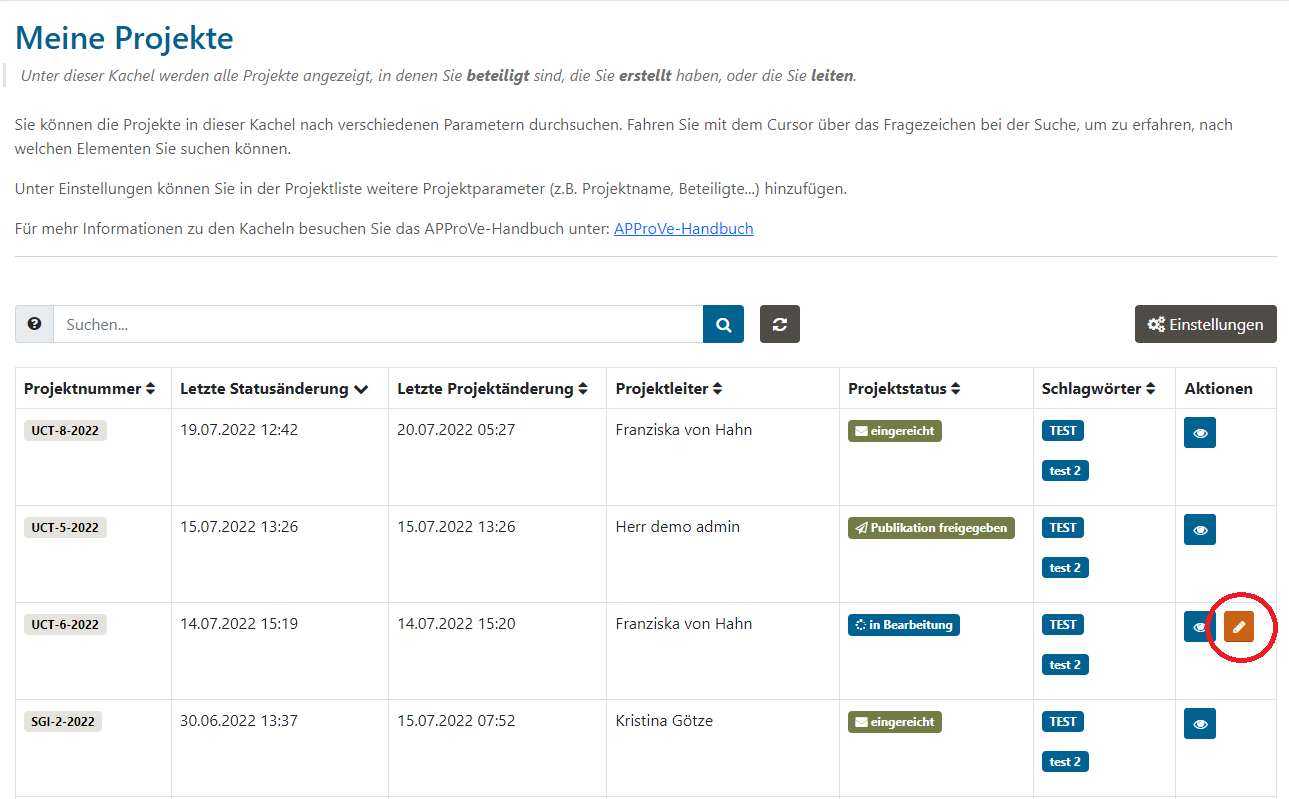 Meine Projekte
Unter dieser Kachel werden alle Projekte angezeigt, in denen Sie beteiligt sind, die Sie erstellt haben, oder die Sie leiten.
Sie können die Projekte in dieser Kachel nach verschiedenen Parametern durchsuchen. Fahren Sie mit dem Cursor über das Fragezeichen bei der Suche, um zu erfahren, nach
welchen Elementen Sie suchen können.
Unter Einstellungen können Sie in der Projektliste weitere Projektparameter (z.B. Projektname, Beteiligte...) hinzufügen.
Für mehr Informationen zu den Kacheln besuchen Sie das APProVe-Handbuch unter: APProVe-Handbuch
Suchen... Einstellungen
Projektnummer Letzte Statusänderung Letzte Projektänderung Projektleiter Projektstatus Schlagwörter Aktionen
UCT-8-2022 19.07.2022 12:42 20.07.2022 05:27 Franziska von Hahn eingereicht TEST
test 2
UCT-5-2022 15.07.2022 13:26 15.07.2022 13:26 Herr demo admin Publikation freigegeben TEST
test 2
UCT-6-2022 14.07.2022 15:19 14.07.2022 15:20 Franziska von Hahn in Bearbeitung TEST
test 2
SGI-2-2022 30.06.2022 13:37 15.07.2022 07:52 Kristina Götze eingereicht TEST
test 2